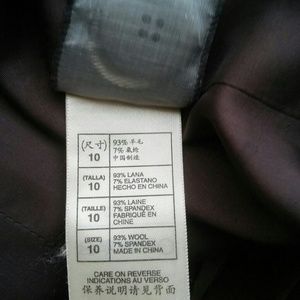 (尺寸)
10
93% 羊毛
7% 氨纶
中国制造
(TALLA)
10
93% LANA
7% ELASTANO
HECHO EN CHINA
(TAILLE)
10
93% LAINE
7% SPANDEX
FABRIQUÉ EN
CHINE
(SIZE)
10
93% WOOL
7% SPANDEX
MADE IN CHINA
CARE ON REVERSE
INDICATIONS AU VERSO
保养说明请见背面